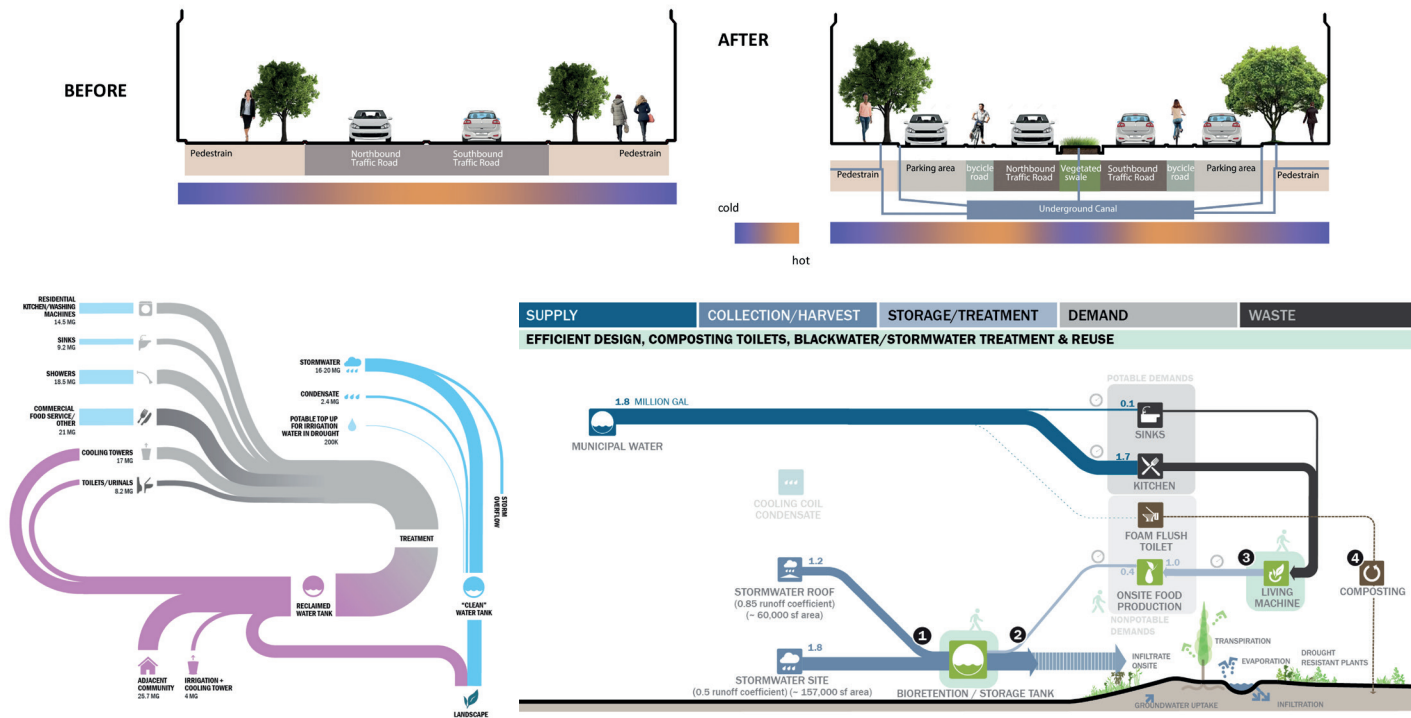 BEFORE
Pedestrain
Northbound
Traffic Road
Southbound
Traffic Road
Pedestrain
AFTER
Pedestrain
Parking area
bycicle
road
Northbound
Traffic Road
Vegetated
swale
Southbound
Traffic Road
bycicle
road
Parking area
Pedestrain
Underground Canal
cold
hot
RESIDENTIAL
KITCHEN/WASHING
MACHINES
14.5 MG
SINKS
9.2 MG
SHOWERS
18.5 MG
COMMERCIAL
FOOD SERVICE/
OTHER
21 MG
COOLING TOWERS
17 MG
TOILETS/URINALS
8.2 MG
STORMWATER
16-20 MG
CONDENSATE
2.4 MG
POTABLE TOP UP
FOR IRRIGATION
WATER IN DROUGHT
200K
STORM
OVERFLOW
TREATMENT
RECLAIMED
WATER TANK
"CLEAN"
WATER TANK
ADJACENT
COMMUNITY
25.7 MG
IRRIGATION +
COOLING TOWER
4 MG
LANDSCAPE
SUPPLY
COLLECTION/HARVEST
STORAGE/TREATMENT
DEMAND
WASTE
EFFICIENT DESIGN, COMPOSTING TOILETS, BLACKWATER/STORMWATER TREATMENT & REUSE
POTABLE DEMANDS
1.8 MILLION GAL
MUNICIPAL WATER
0.1
SINKS
1.7
KITCHEN
COOLING COIL
CONDENSATE
FOAM FLUSH
TOILET
1.2
STORMWATER ROOF
(0.85 runoff coefficient)
(~ 60,000 sf area)
0.4
1.0
ONSITE FOOD
PRODUCTION
NONPOTABLE
DEMANDS
3
LIVING
MACHINE
4
COMPOSTING
1
2
1.8
STORMWATER SITE
(0.5 runoff coefficient) (~ 157,000 sf area)
BIORETENTION / STORAGE TANK
INFILTRATE
ONSITE
TRANSPIRATION
EVAPORATION
DROUGHT
RESISTANT PLANTS
GROUNDWATER UPTAKE
INFILTRATION